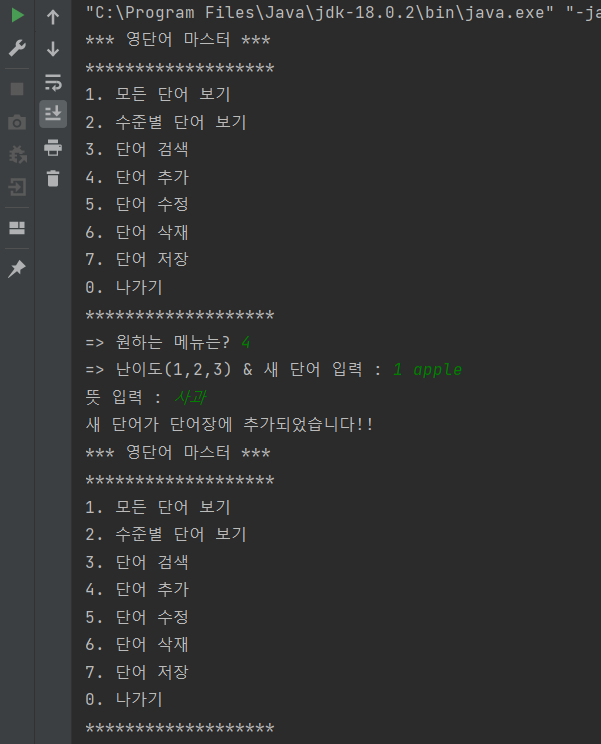 "C:\Program Files\Java\jdk-18.0.2\bin\java.exe" "-ja
*** 영단어 마스터 ***
*******************
1. 모든 단어 보기
2. 수준별 단어 보기
3. 단어 검색
4. 단어 추가
5. 단어 수정
6. 단어 삭재
7. 단어 저장
0. 나가기
*******************
=> 원하는 메뉴는? 4
=> 난이도(1,2,3) & 새 단어 입력 : 1 apple
뜻 입력 : 사과
새 단어가 단어장에 추가되었습니다!!
*** 영단어 마스터 ***
*******************
1. 모든 단어 보기
2. 수준별 단어 보기
3. 단어 검색
4. 단어 추가
5. 단어 수정
6. 단어 삭재
7. 단어 저장
0. 나가기
*******************